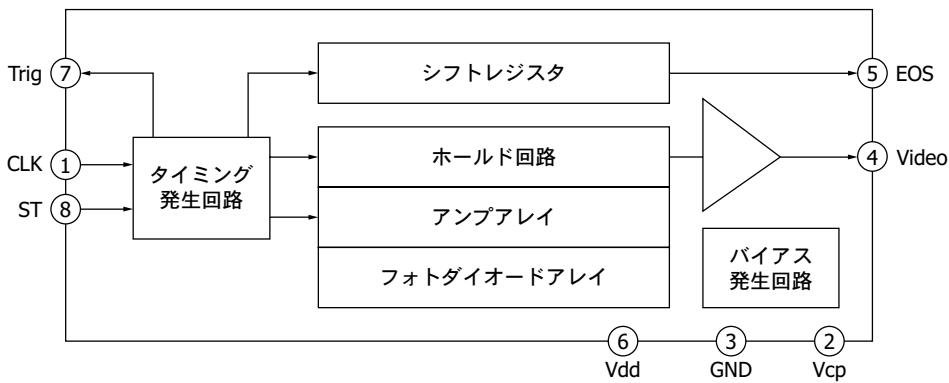 シフトレジスタ
Trig ⑦
⑤ EOS
CLK ①
ホールド回路
④ Video
タイミング
発生回路
ST ⑧
アンプアレイ
フォトダイオードアレイ
バイアス
発生回路
⑥ ③ ②
Vdd GND Vcp